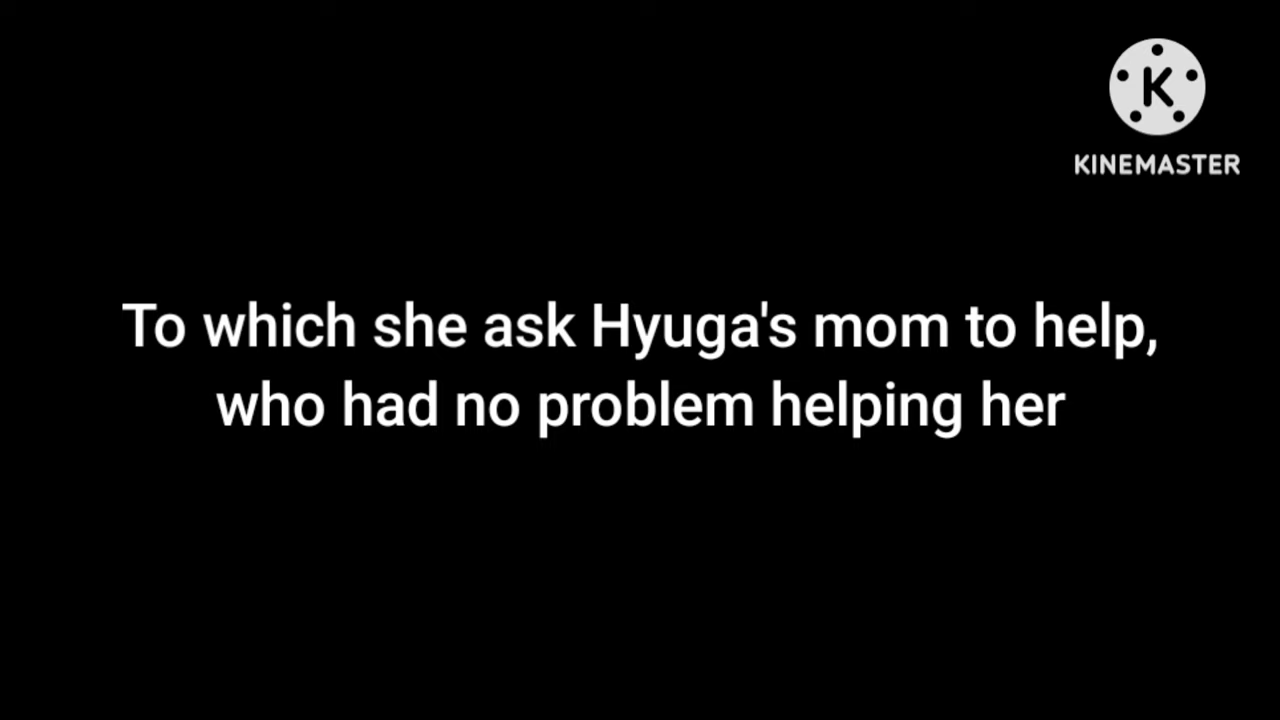 K
KINEMASTER
To which she ask Hyuga's mom to help,
who had no problem helping her